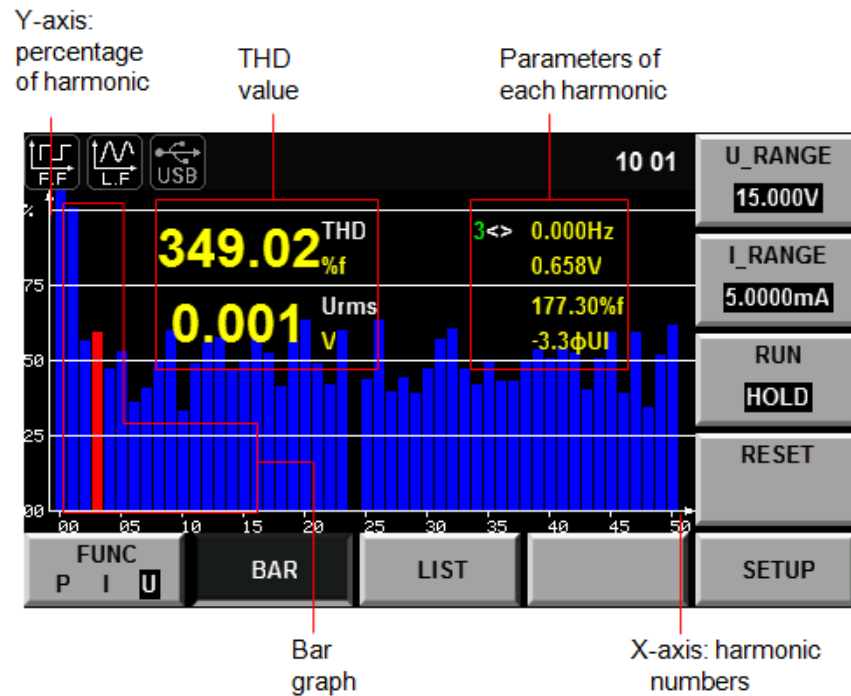 Y-axis:
percentage
of harmonic
THD
value
Parameters of
each harmonic
F.F
L.F
USB
10 01
U_RANGE
15.000V
I_RANGE
5.0000mA
RUN
HOLD
RESET
%
75
50
25
00
349.02 THD
%f
0.001 Urms
V
3<> 0.000Hz
0.658V
177.30%f
-3.3ϕUI
00 05 10 15 20 25 30 35 40 45 50
FUNC
P I U
BAR
LIST
SETUP
Bar
graph
X-axis: harmonic
numbers